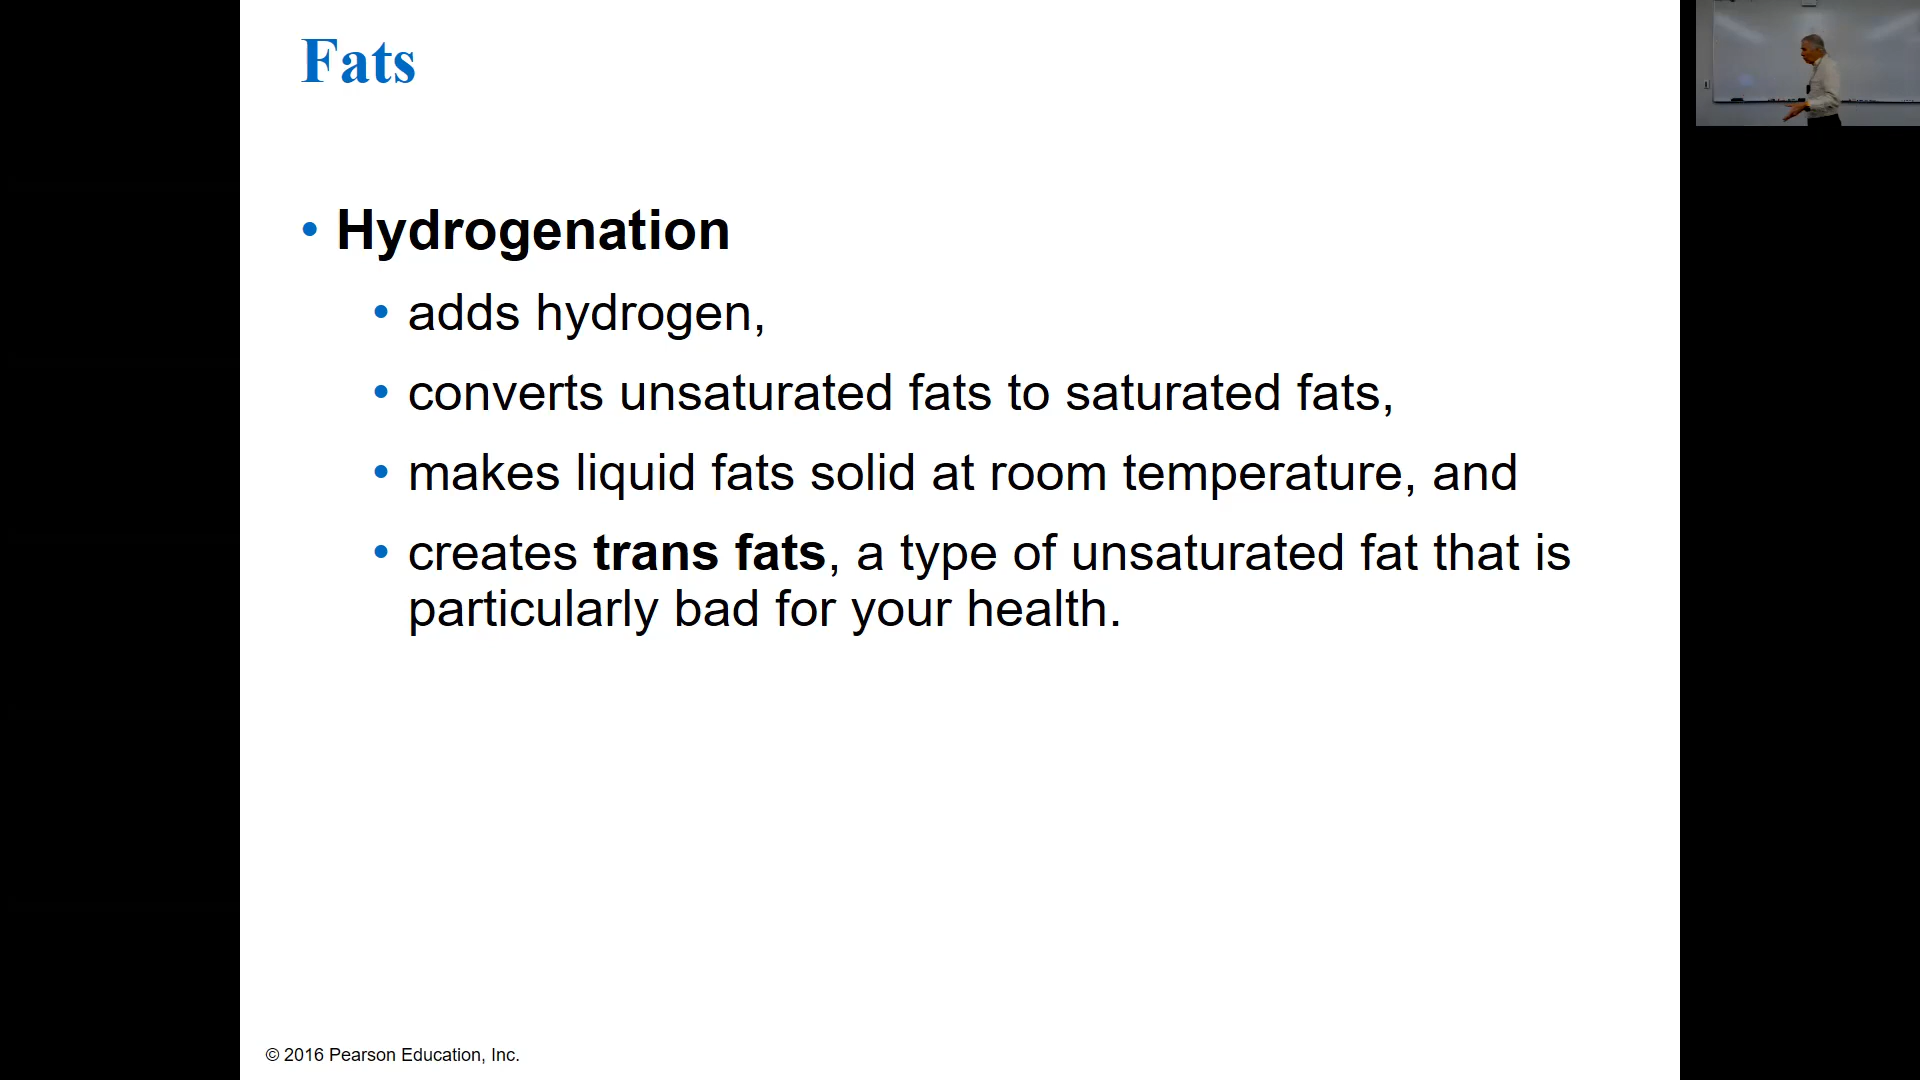 Fats
• Hydrogenation
• adds hydrogen,
• converts unsaturated fats to saturated fats,
• makes liquid fats solid at room temperature, and
• creates trans fats, a type of unsaturated fat that is
particularly bad for your health.
© 2016 Pearson Education, Inc.